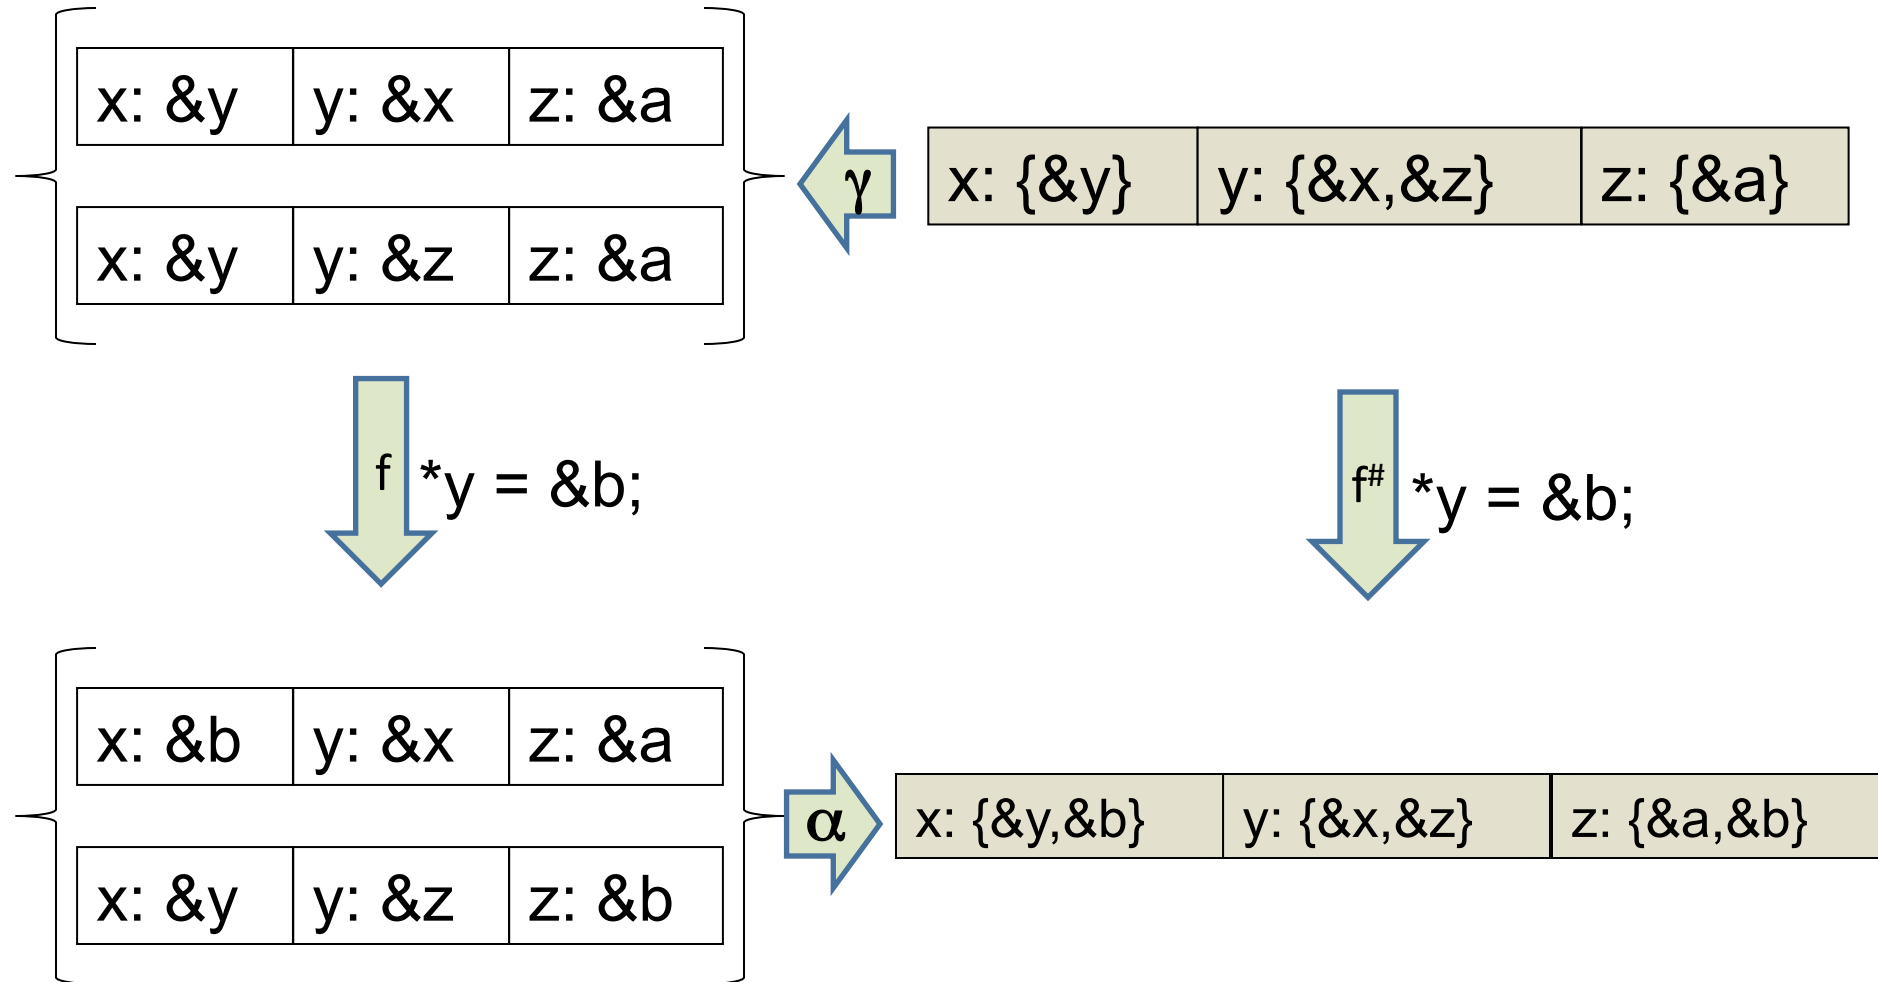 x: &y y: &x z: &a
x: &y y: &z z: &a
γ
x: {&y} y: {&x,&z} z: {&a}
f *y = &b;
f# *y = &b;
x: &b y: &x z: &a
x: &y y: &z z: &b
α
x: {&y,&b} y: {&x,&z} z: {&a,&b}